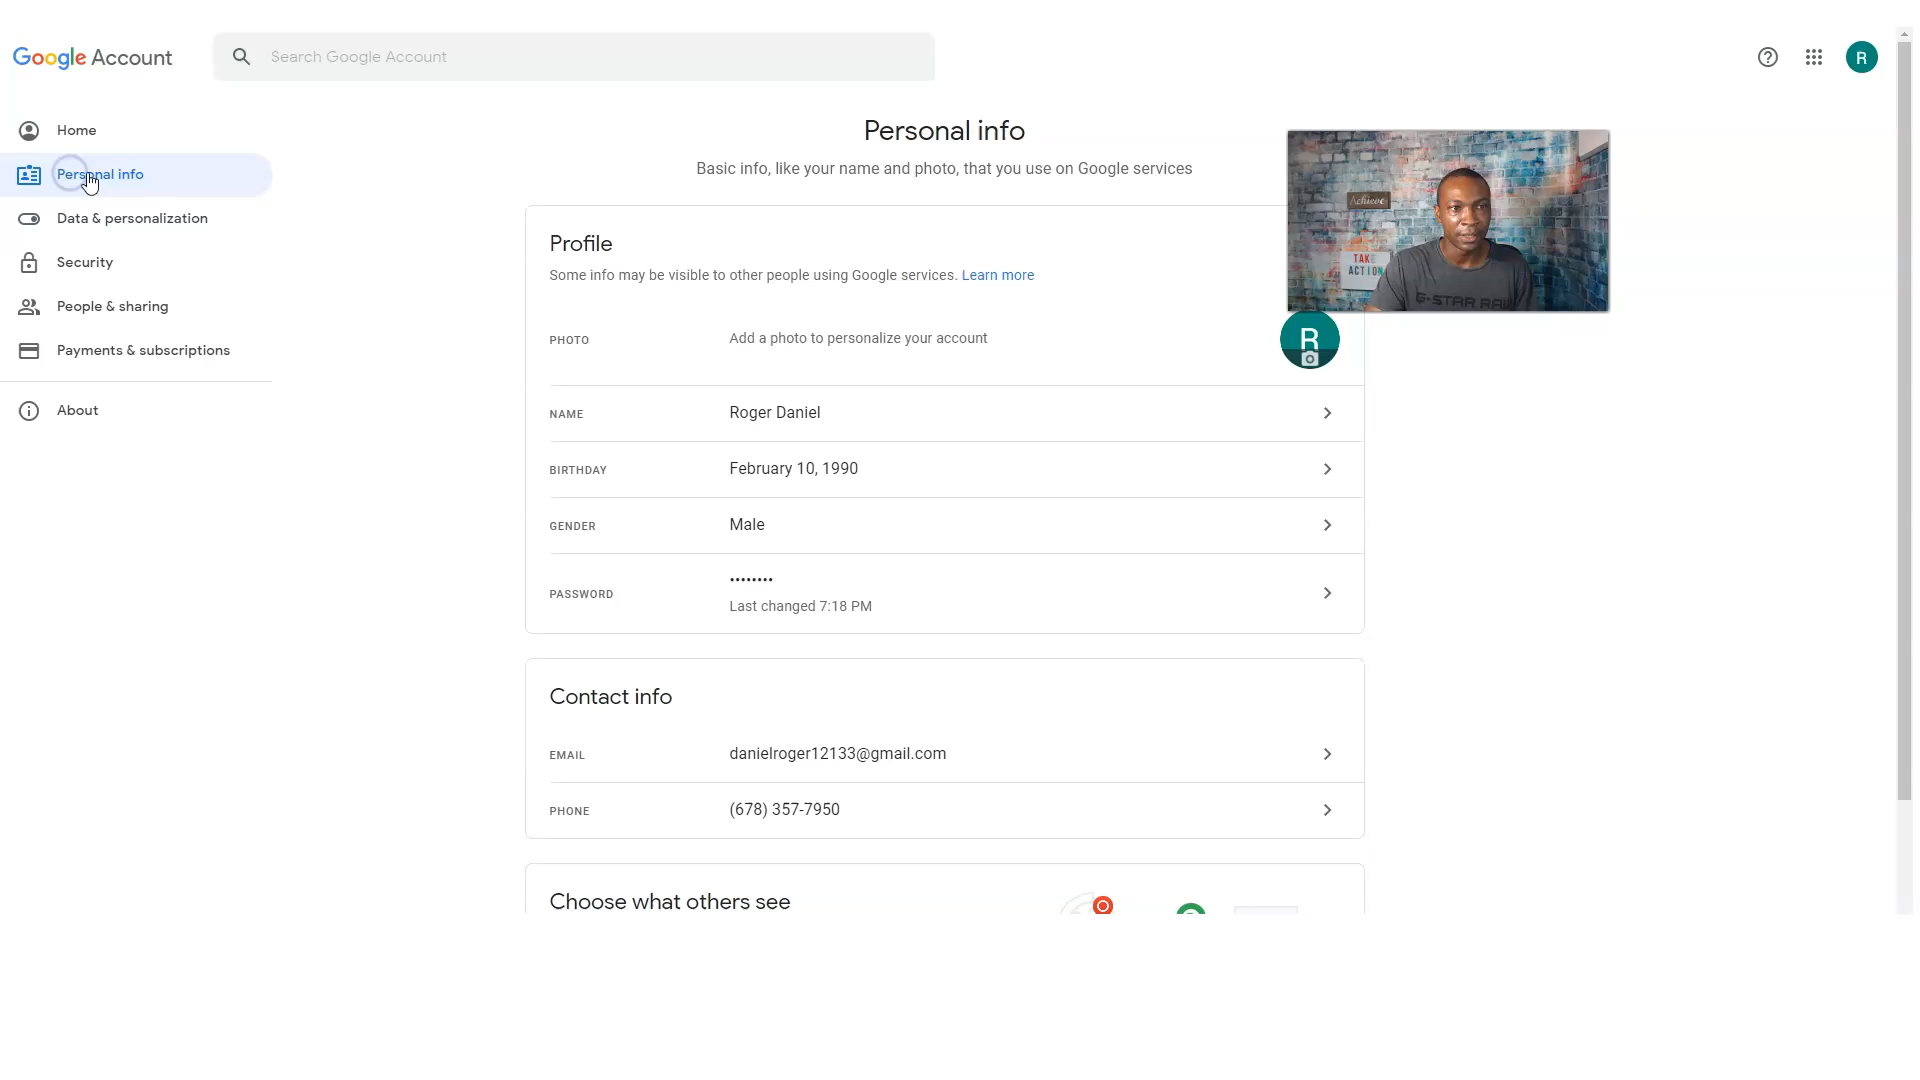 Google Account
Search Google Account
R
Home
Personal info
Data & personalization
Security
People & sharing
Payments & subscriptions
About
Personal info
Basic info, like your name and photo, that you use on Google services
Achieve
TAKE
ACTION
G-STAR RAW
Profile
Some info may be visible to other people using Google services. Learn more
PHOTO Add a photo to personalize your account R
NAME Roger Daniel
BIRTHDAY February 10, 1990
GENDER Male
PASSWORD ••••••••
Last changed 7:18 PM
Contact info
EMAIL danielroger12133@gmail.com
PHONE (678) 357-7950
Choose what others see